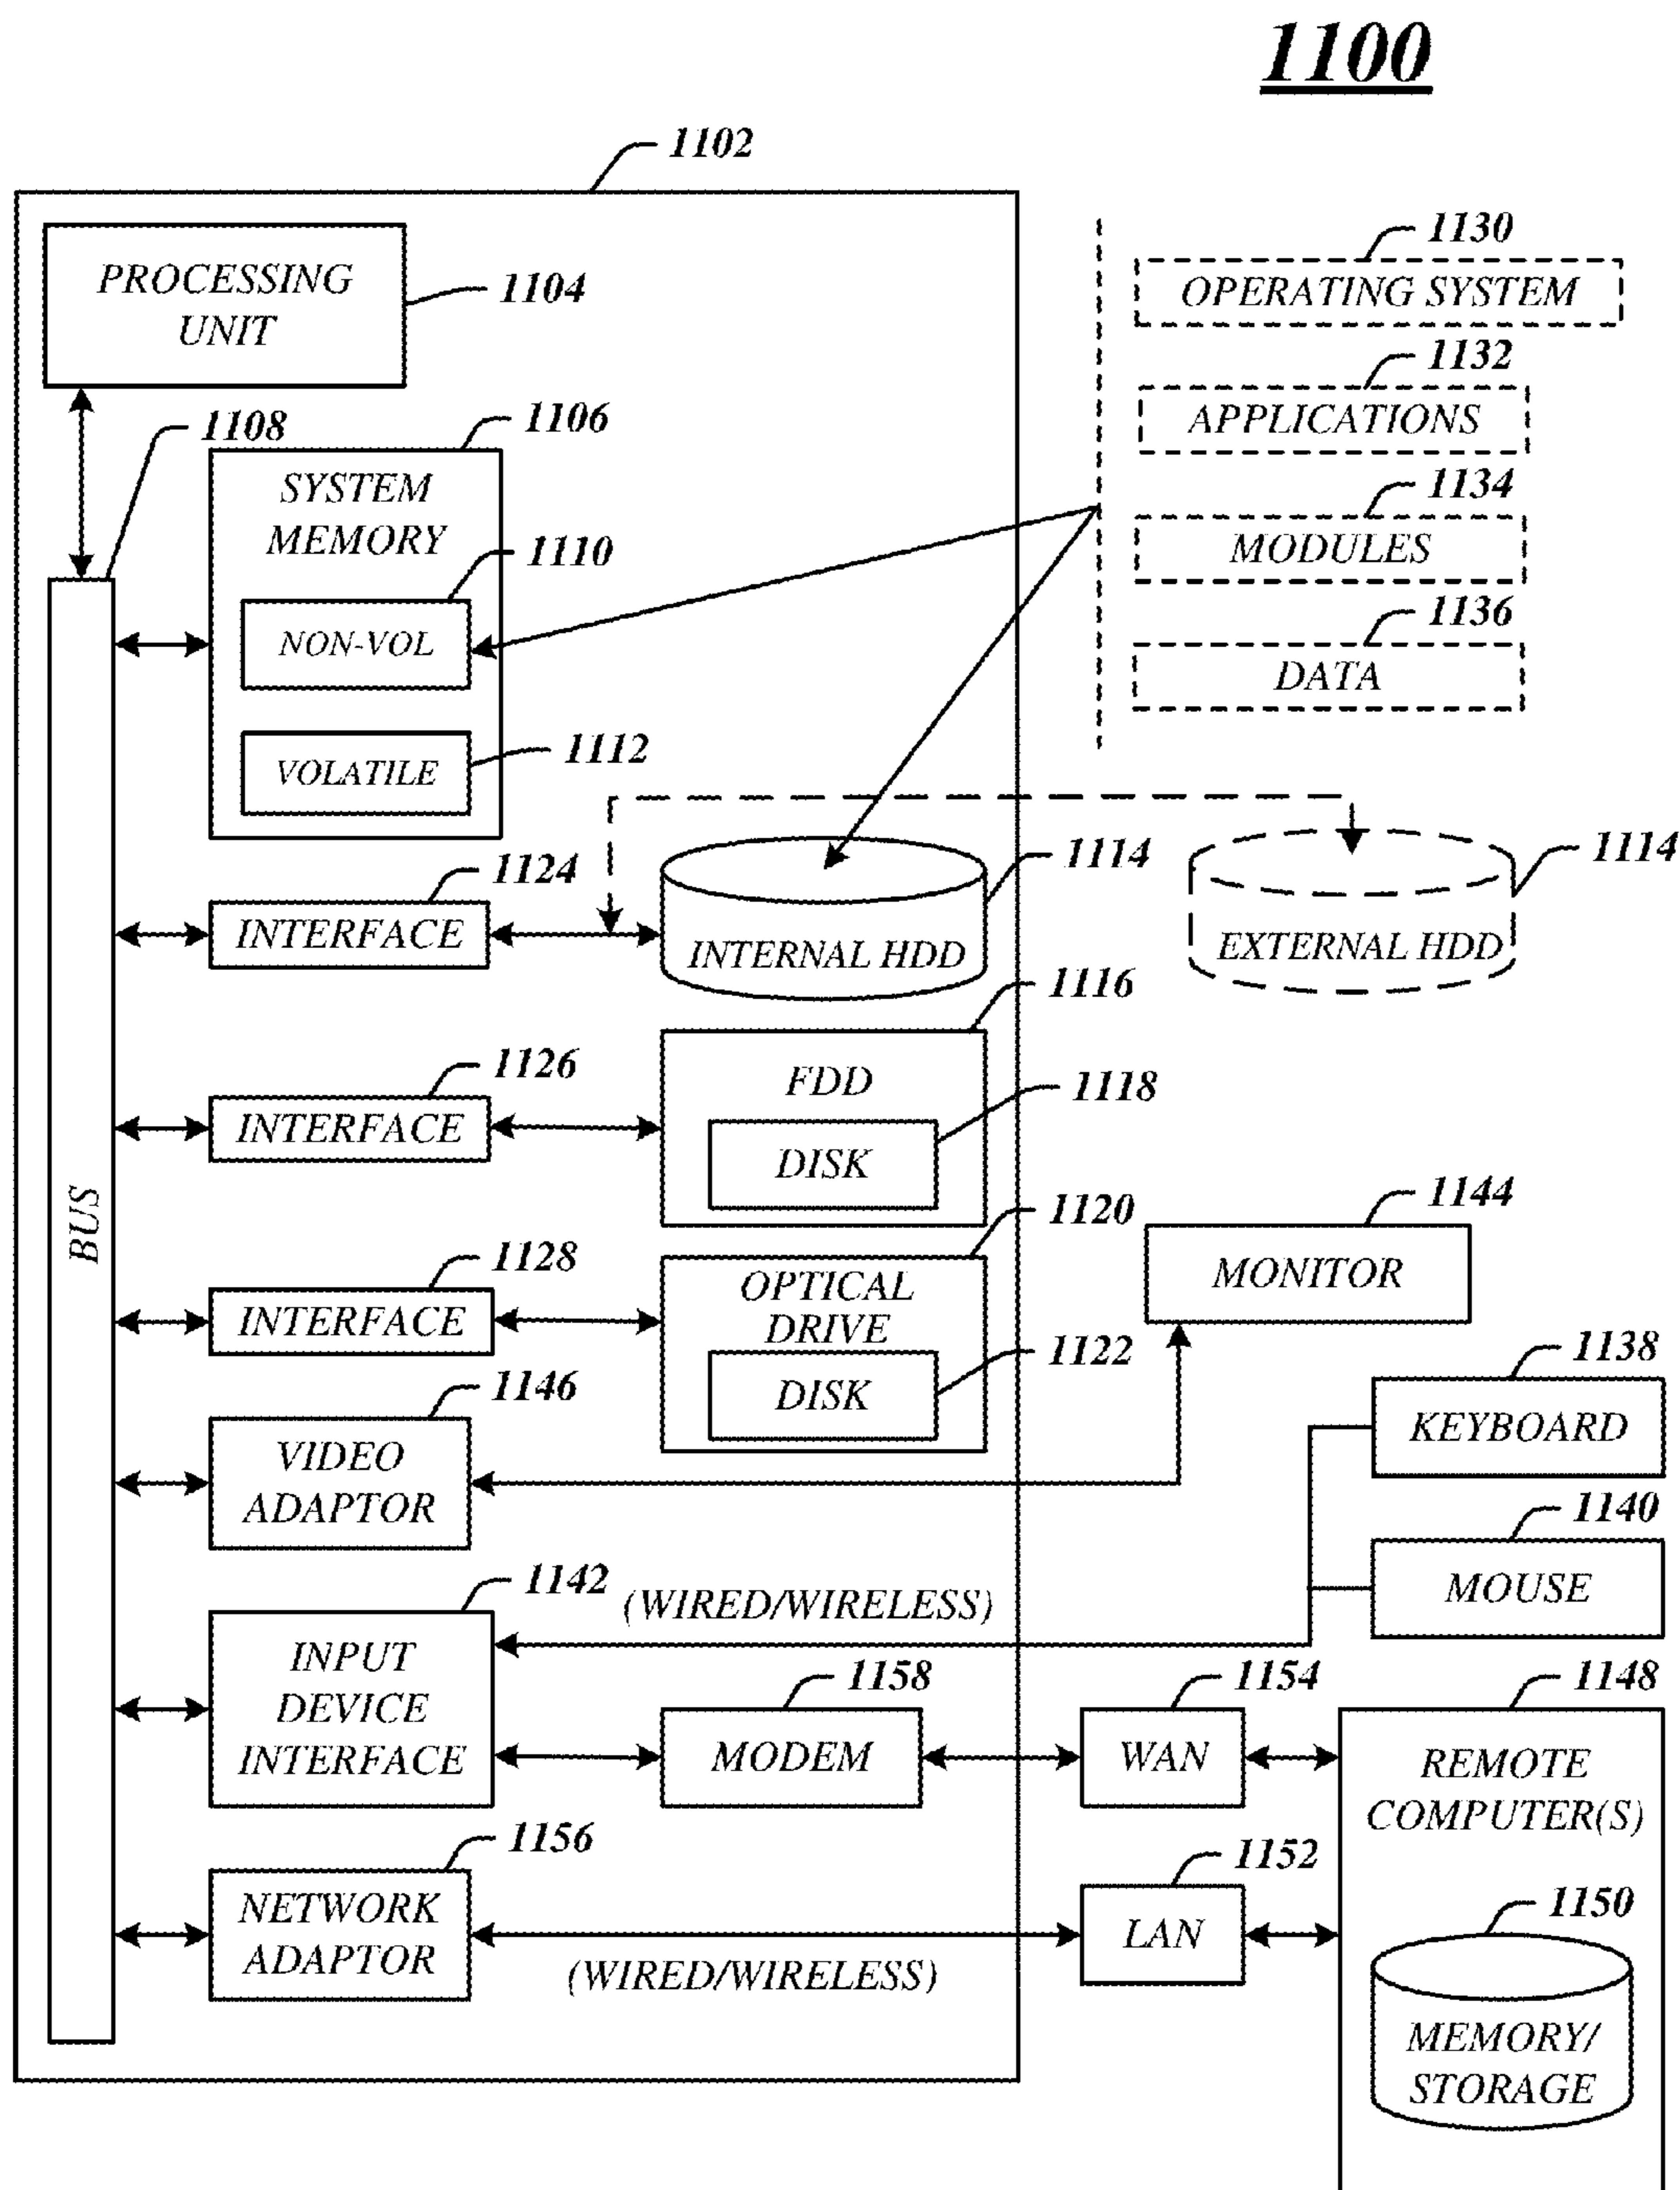 1100
1102
PROCESSING
UNIT
1104
1130
OPERATING SYSTEM
1132
APPLICATIONS
1134
MODULES
1136
DATA
1108
1106
SYSTEM
MEMORY
1110
NON-VOL
1112
VOLATILE
BUS
1124
INTERFACE
1114
INTERNAL HDD
1114
EXTERNAL HDD
1126
INTERFACE
1116
FDD
1118
DISK
1128
INTERFACE
1120
OPTICAL
DRIVE
1122
DISK
1144
MONITOR
1146
VIDEO
ADAPTOR
1138
KEYBOARD
1140
MOUSE
1142
(WIRED/WIRELESS)
INPUT
DEVICE
INTERFACE
1158
MODEM
1154
WAN
1148
REMOTE
COMPUTER(S)
1156
NETWORK
ADAPTOR
(WIRED/WIRELESS)
1152
LAN
1150
MEMORY/
STORAGE